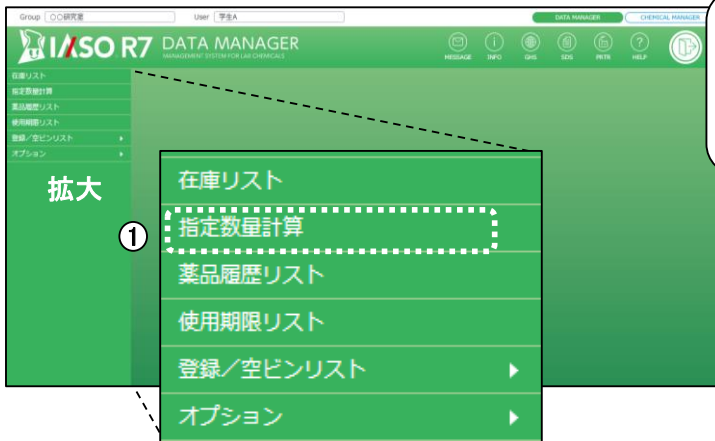 Group ○○研究室 User 学生A DATA MANAGER CHEMICAL MANAGER
IASO R7 DATA MANAGER
MANAGEMENT SYSTEM FOR LAB CHEMICALS
MESSAGE INFO GHS SDS PRTR HELP
在庫リスト
指定数量計算
薬品履歴リスト
使用期限リスト
登録/空ビンリスト
オプション
拡大
①
在庫リスト
指定数量計算
薬品履歴リスト
使用期限リスト
登録/空ビンリスト
オプション